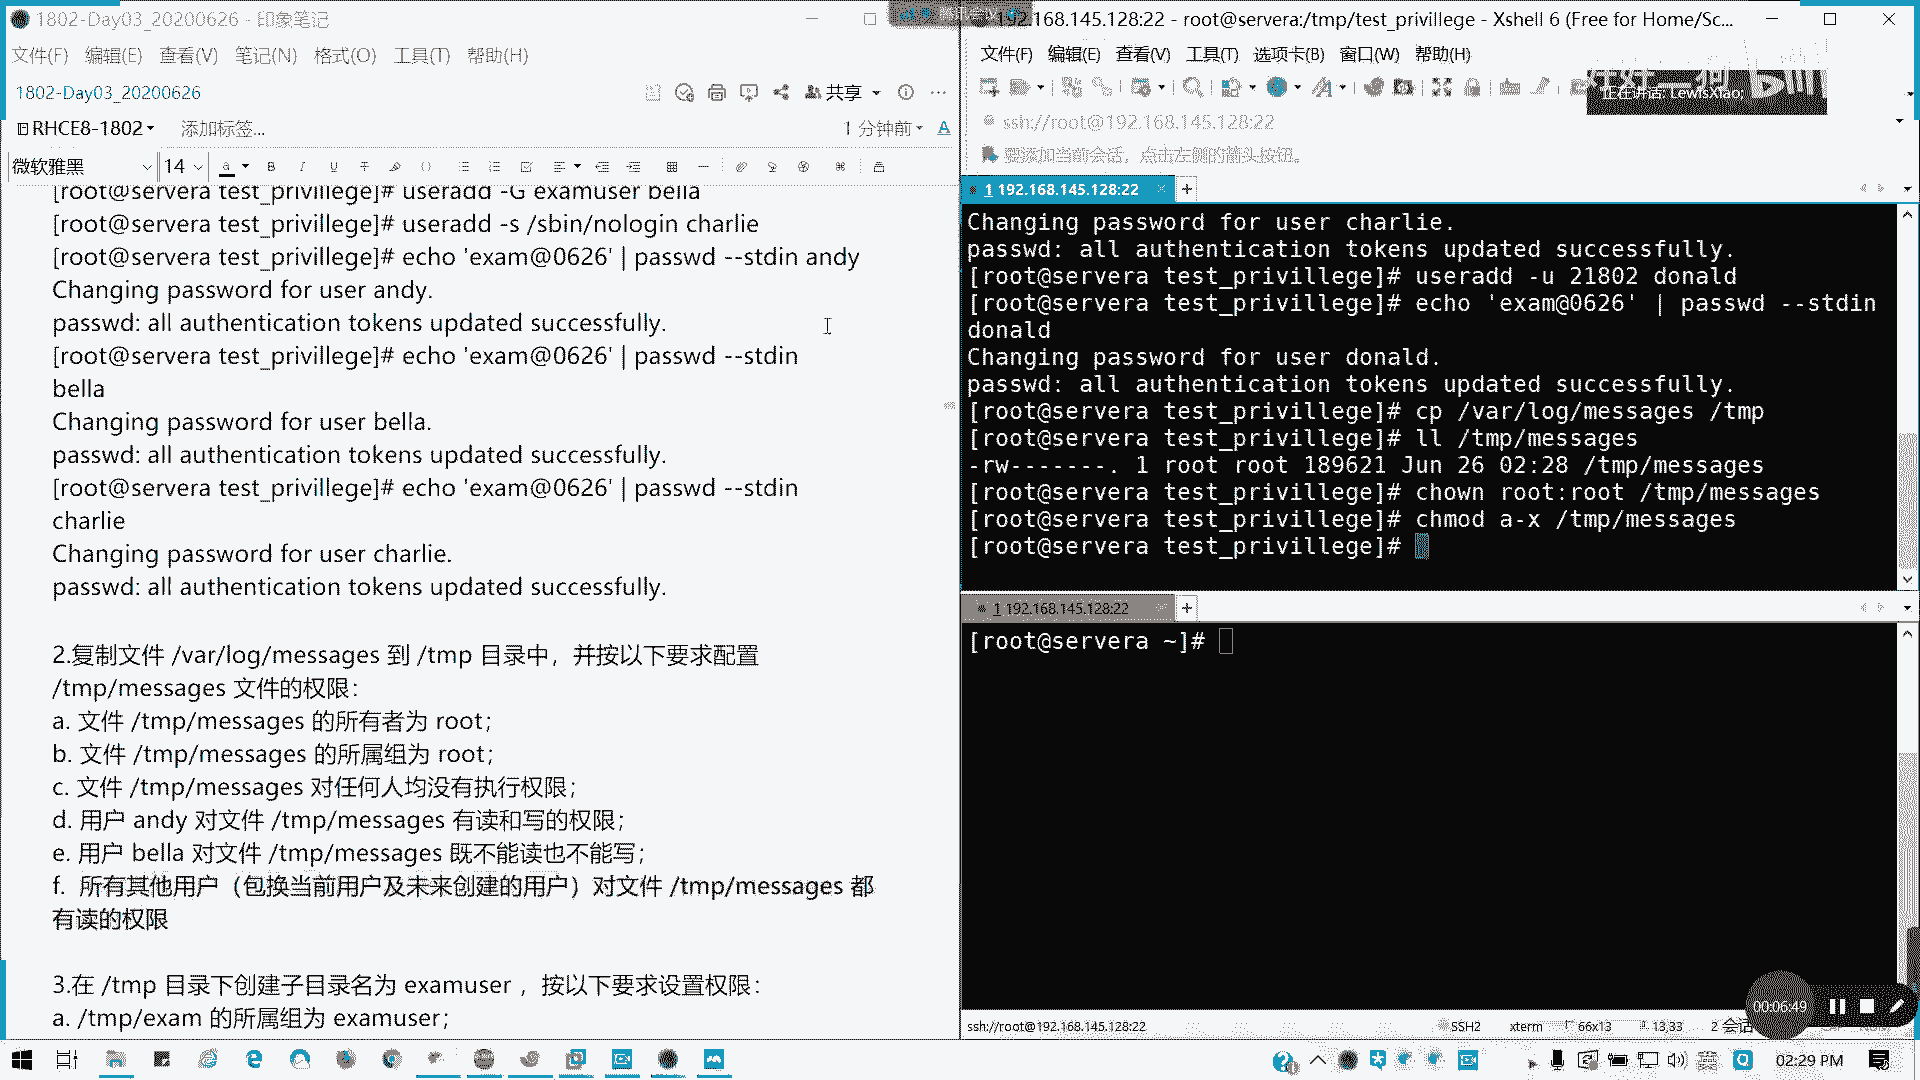 1802-Day03_20200626 - 印象笔记
文件(F) 编辑(E) 查看(V) 笔记(N) 格式(O) 工具(T) 帮助(H)
1802-Day03_20200626
共享
RHCE8-1802
添加标签...
1 分钟前
微软雅黑
14
[root@servera test_privillege]# useradd -G examuser bella
[root@servera test_privillege]# useradd -s /sbin/nologin charlie
[root@servera test_privillege]# echo 'exam@0626' | passwd --stdin andy
Changing password for user andy.
passwd: all authentication tokens updated successfully.
[root@servera test_privillege]# echo 'exam@0626' | passwd --stdin
bella
Changing password for user bella.
passwd: all authentication tokens updated successfully.
[root@servera test_privillege]# echo 'exam@0626' | passwd --stdin
charlie
Changing password for user charlie.
passwd: all authentication tokens updated successfully.
2.复制文件 /var/log/messages 到 /tmp 目录中，并按以下要求配置
/tmp/messages 文件的权限：
a. 文件 /tmp/messages 的所有者为 root；
b. 文件 /tmp/messages 的所属组为 root；
c. 文件 /tmp/messages 对任何人均没有执行权限；
d. 用户 andy 对文件 /tmp/messages 有读和写的权限；
e. 用户 bella 对文件 /tmp/messages 既不能读也不能写；
f. 所有其他用户（包换当前用户及未来创建的用户）对文件 /tmp/messages 都
有读的权限
3.在 /tmp 目录下创建子目录名为 examuser ，按以下要求设置权限：
a. /tmp/exam 的所属组为 examuser；
192.168.145.128:22 - root@servera:/tmp/test_privillege - Xshell 6 (Free for Home/Sc...
文件(F) 编辑(E) 查看(V) 工具(T) 选项卡(B) 窗口(W) 帮助(H)
正在讲话: LewisXiao;
ssh://root@192.168.145.128:22
要添加当前会话，点击左侧的箭头按钮。
1 192.168.145.128:22
Changing password for user charlie.
passwd: all authentication tokens updated successfully.
[root@servera test_privillege]# useradd -u 21802 donald
[root@servera test_privillege]# echo 'exam@0626' | passwd --stdin
donald
Changing password for user donald.
passwd: all authentication tokens updated successfully.
[root@servera test_privillege]# cp /var/log/messages /tmp
[root@servera test_privillege]# ll /tmp/messages
-rw-------. 1 root root 189621 Jun 26 02:28 /tmp/messages
[root@servera test_privillege]# chown root:root /tmp/messages
[root@servera test_privillege]# chmod a-x /tmp/messages
[root@servera test_privillege]#
1 192.168.145.128:22
[root@servera ~]#
00:06:49
ssh://root@192.168.145.128:22
SSH2
xterm
66x13
13,33
2 会话
02:29 PM